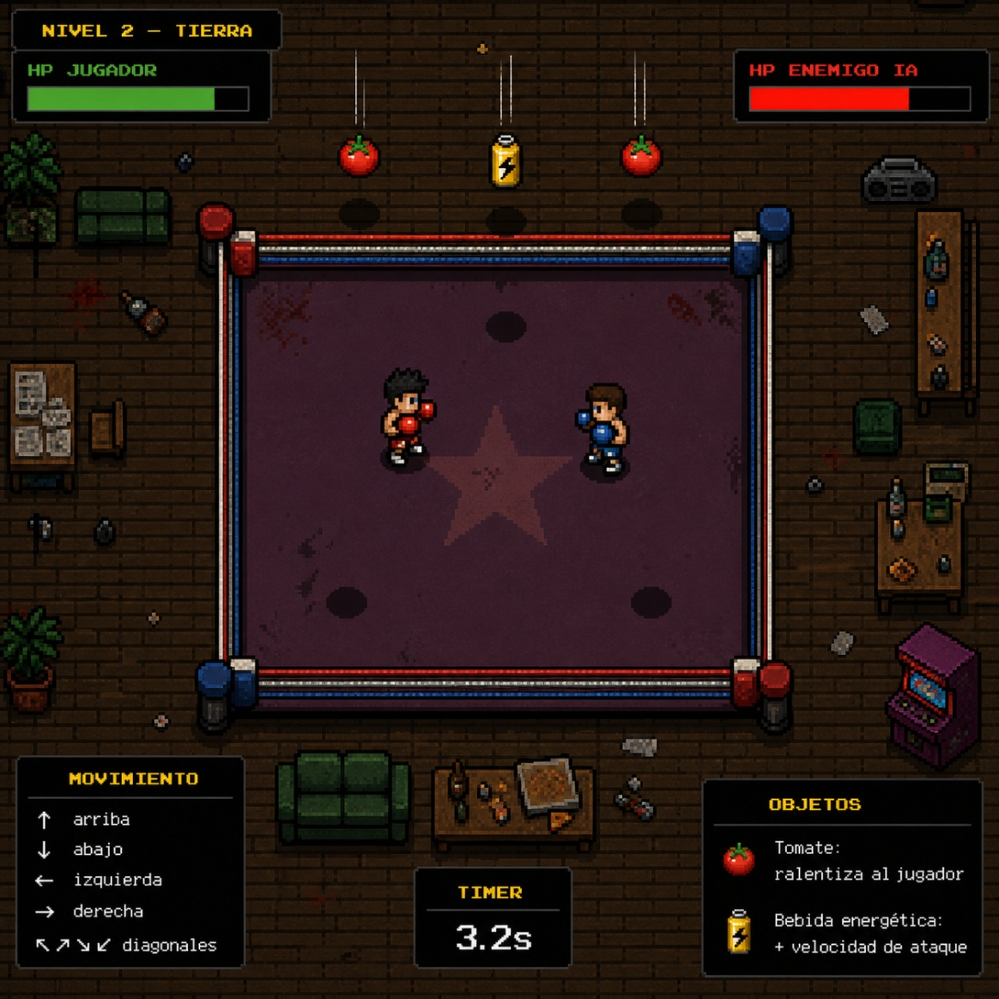 NIVEL 2 — TIERRA
HP JUGADOR
HP ENEMIGO IA
MOVIMIENTO
↑ arriba
↓ abajo
← izquierda
→ derecha
↖ ↗ ↘ ↙ diagonales
TIMER
3.2s
OBJETOS
Tomate:
ralentiza al jugador
Bebida energética:
+ velocidad de ataque